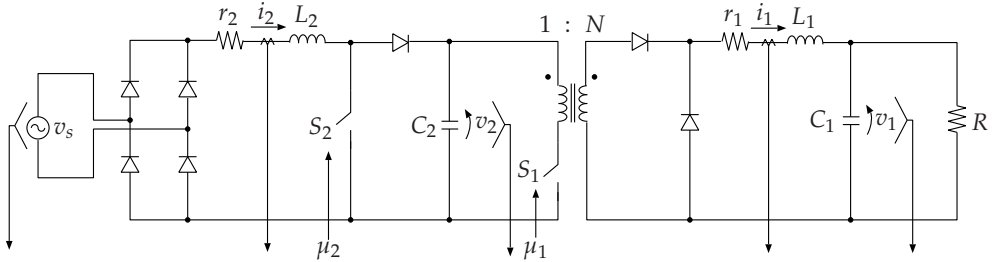 r₂ i₂ L₂ 1 : N r₁ i₁ L₁
vₛ S₂ C₂ v₂ S₁ C₁ v₁ R
μ₂ μ₁